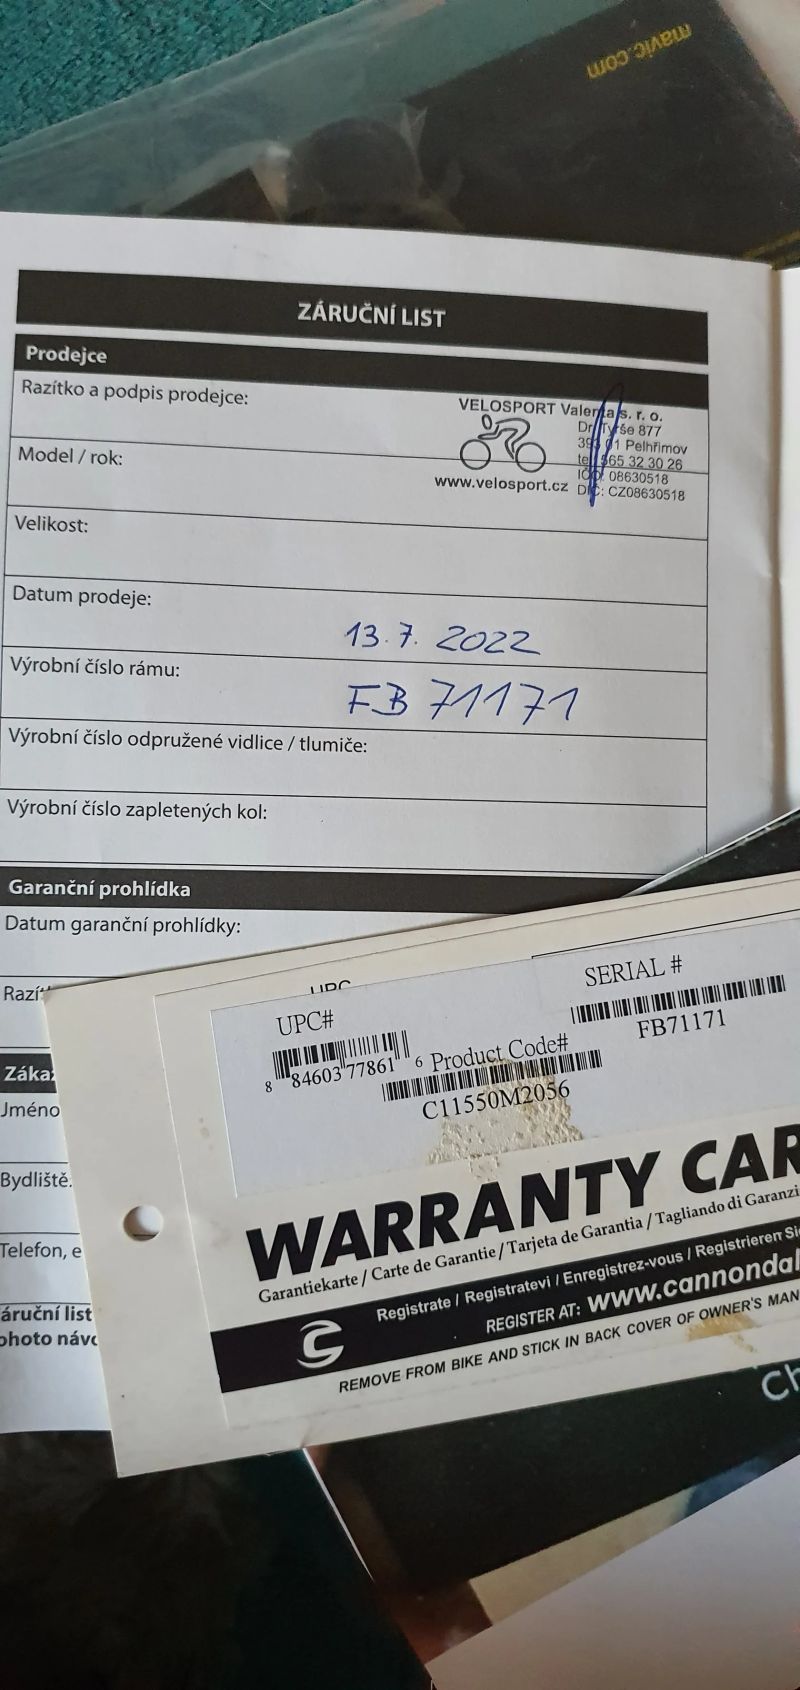 mavic.com
ZÁRUČNÍ LIST
Prodejce
Razítko a podpis prodejce:
VELOSPORT Valenta s. r. o.
Dr. Tyrše 877
393 01 Pelhřimov
tel. 565 32 30 26
IČO: 08630518
www.velosport.cz DIČ: CZ08630518
Model / rok:
Velikost:
Datum prodeje:
13.7.2022
Výrobní číslo rámu:
FB 71171
Výrobní číslo odpružené vidlice / tlumiče:
Výrobní číslo zapletených kol:
Garanční prohlídka
Datum garanční prohlídky:
Razít
UPC
SERIAL #
FB71171
UPC#
8 84603 77861 6
Product Code#
C11550M2056
Záka
Jméno
Bydliště
Telefon, e
áruční list
WARRANTY CAR
Garantiekarte / Carte de Garantie / Tarjeta de Garantia / Tagliando di Garanzi
Registrate / Registratevi / Enregistrez-vous / Registrieren Si
REGISTER AT: www.cannondal
REMOVE FROM BIKE AND STICK IN BACK COVER OF OWNER'S MAN